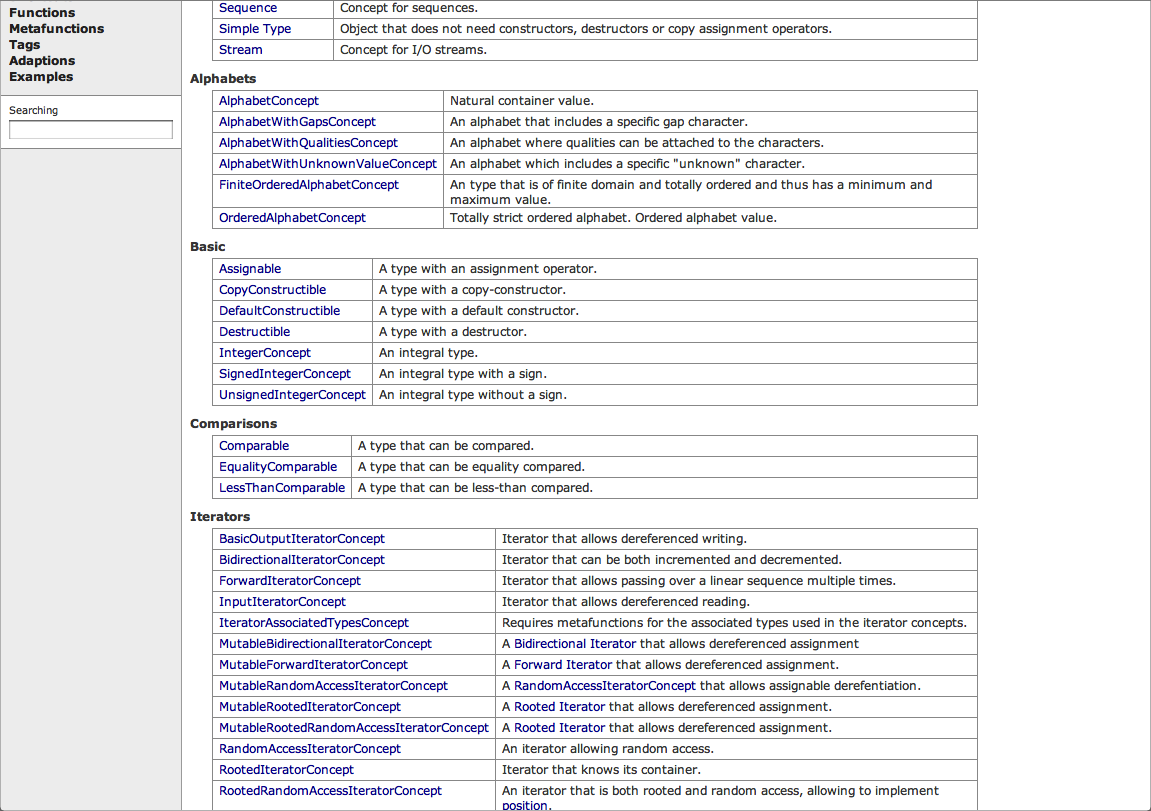 Functions
Metafunctions
Tags
Adaptions
Examples
Searching
Sequence Concept for sequences.
Simple Type Object that does not need constructors, destructors or copy assignment operators.
Stream Concept for I/O streams.
Alphabets
AlphabetConcept Natural container value.
AlphabetWithGapsConcept An alphabet that includes a specific gap character.
AlphabetWithQualitiesConcept An alphabet where qualities can be attached to the characters.
AlphabetWithUnknownValueConcept An alphabet which includes a specific "unknown" character.
FiniteOrderedAlphabetConcept An type that is of finite domain and totally ordered and thus has a minimum and
maximum value.
OrderedAlphabetConcept Totally strict ordered alphabet. Ordered alphabet value.
Basic
Assignable A type with an assignment operator.
CopyConstructible A type with a copy-constructor.
DefaultConstructible A type with a default constructor.
Destructible A type with a destructor.
IntegerConcept An integral type.
SignedIntegerConcept An integral type with a sign.
UnsignedIntegerConcept An integral type without a sign.
Comparisons
Comparable A type that can be compared.
EqualityComparable A type that can be equality compared.
LessThanComparable A type that can be less-than compared.
Iterators
BasicOutputIteratorConcept Iterator that allows dereferenced writing.
BidirectionalIteratorConcept Iterator that can be both incremented and decremented.
ForwardIteratorConcept Iterator that allows passing over a linear sequence multiple times.
InputIteratorConcept Iterator that allows dereferenced reading.
IteratorAssociatedTypesConcept Requires metafunctions for the associated types used in the iterator concepts.
MutableBidirectionalIteratorConcept A Bidirectional Iterator that allows dereferenced assignment
MutableForwardIteratorConcept A Forward Iterator that allows dereferenced assignment.
MutableRandomAccessIteratorConcept A RandomAccessIteratorConcept that allows assignable derefentiation.
MutableRootedIteratorConcept A Rooted Iterator that allows dereferenced assignment.
MutableRootedRandomAccessIteratorConcept A Rooted Iterator that allows dereferenced assignment.
RandomAccessIteratorConcept An iterator allowing random access.
RootedIteratorConcept Iterator that knows its container.
RootedRandomAccessIteratorConcept An iterator that is both rooted and random access, allowing to implement
position.